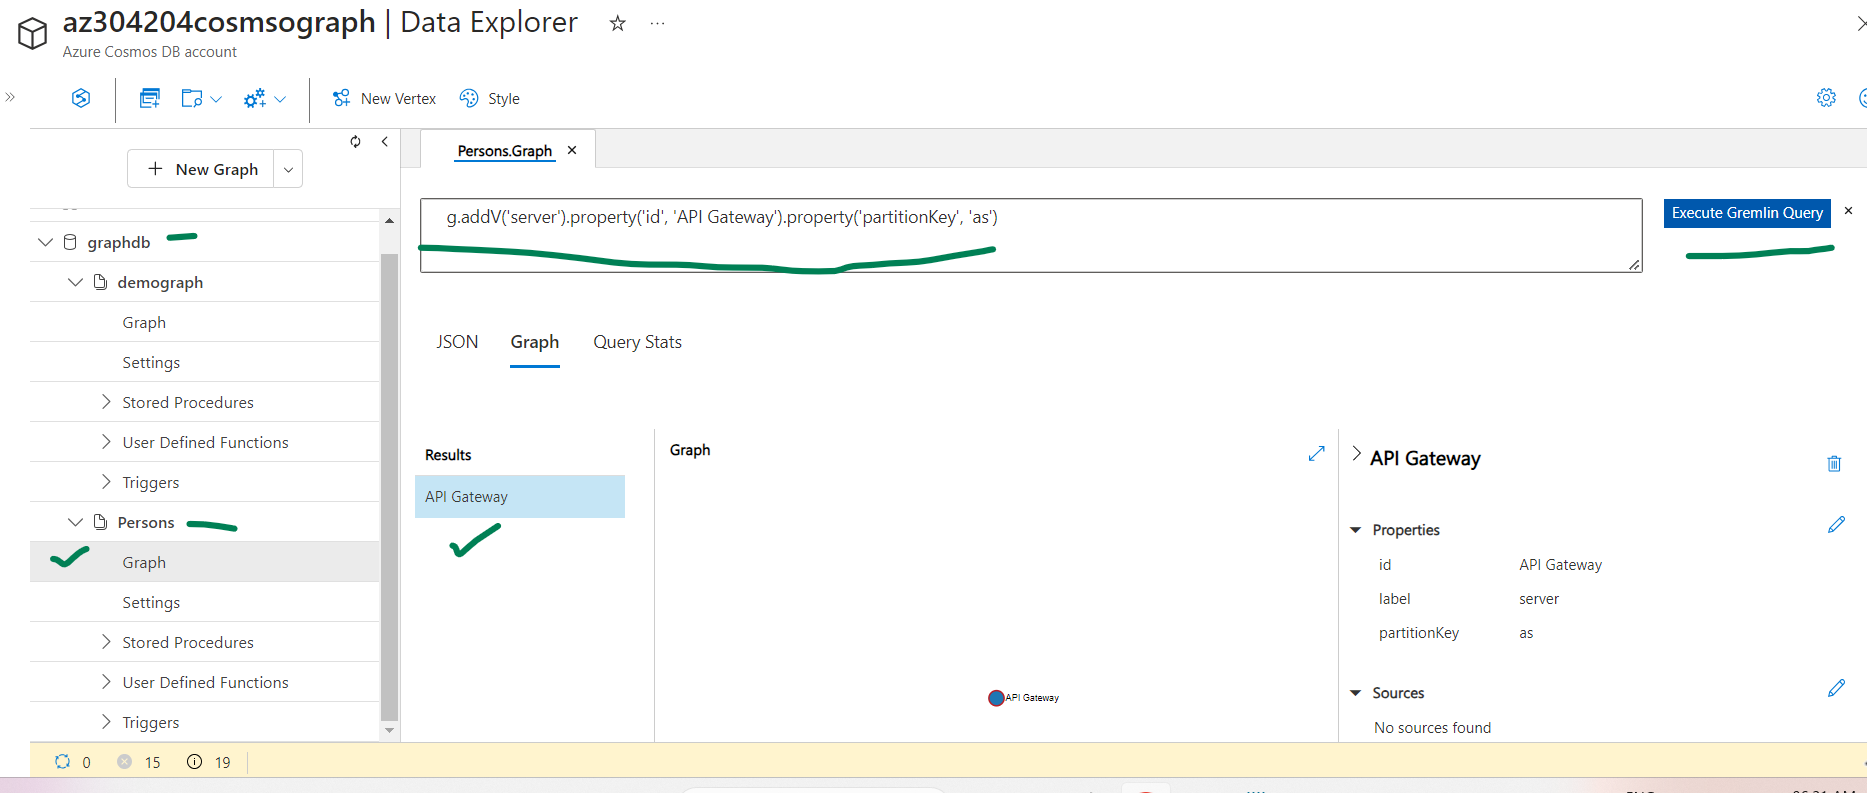 az304204cosmsograph | Data Explorer
Azure Cosmos DB account
New Vertex
Style
New Graph
graphdb
demograph
Graph
Settings
Stored Procedures
User Defined Functions
Triggers
Persons
Graph
Settings
Stored Procedures
User Defined Functions
Triggers
Persons.Graph
g.addV('server').property('id', 'API Gateway').property('partitionKey', 'as')
Execute Gremlin Query
JSON Graph Query Stats
Results
API Gateway
Graph
API Gateway
API Gateway
Properties
id API Gateway
label server
partitionKey as
Sources
No sources found
0 15 19